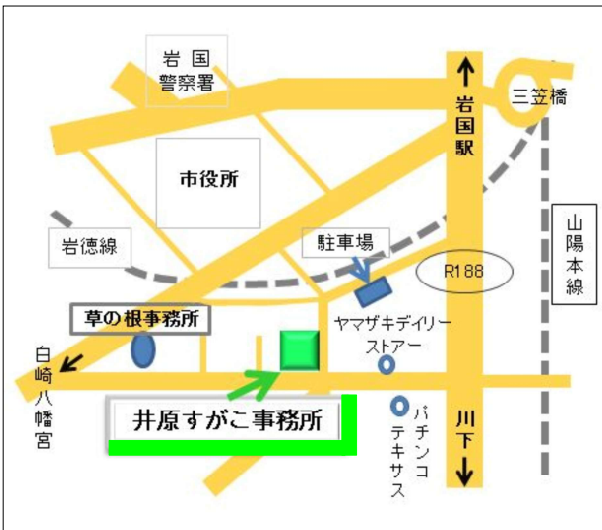 岩国
警察署
三笠橋
岩国駅
市役所
岩徳線
駐車場
山陽本線
R188
草の根事務所
ヤマザキデイリー
ストアー
白崎八幡宮
井原すがこ事務所
パチンコ
テキサス
川下